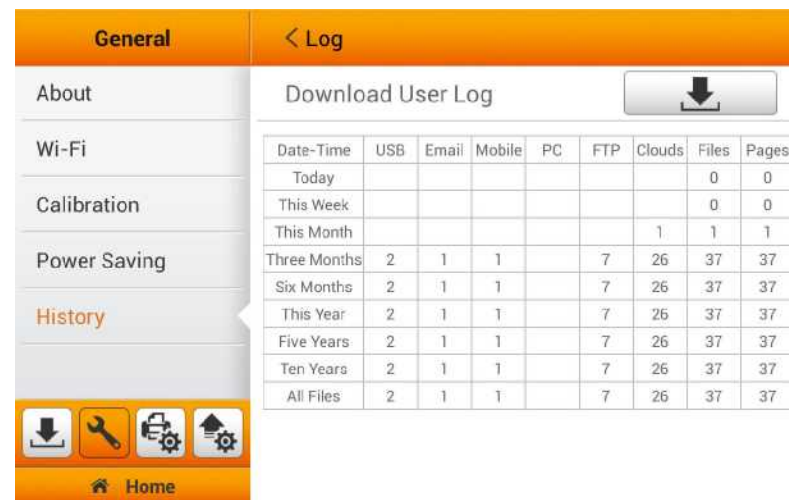 General
< Log
About
Wi-Fi
Calibration
Power Saving
History
Home
Download User Log
Date-Time USB Email Mobile PC FTP Clouds Files Pages
Today 0 0
This Week 0 0
This Month 1 1 1
Three Months 2 1 1 7 26 37 37
Six Months 2 1 1 7 26 37 37
This Year 2 1 1 7 26 37 37
Five Years 2 1 1 7 26 37 37
Ten Years 2 1 1 7 26 37 37
All Files 2 1 1 7 26 37 37